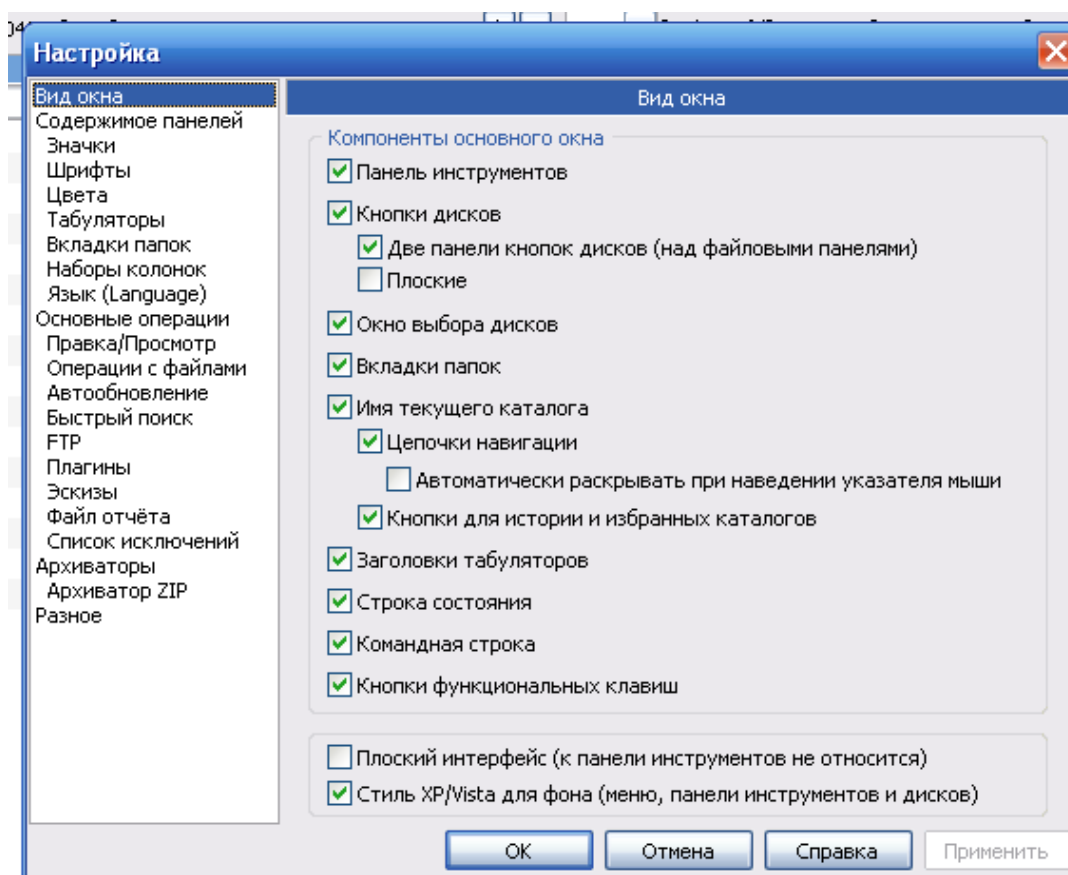 Настройка
Вид окна
Содержимое панелей
Значки
Шрифты
Цвета
Табуляторы
Вкладки папок
Наборы колонок
Язык (Language)
Основные операции
Правка/Просмотр
Операции с файлами
Автообновление
Быстрый поиск
FTP
Плагины
Эскизы
Файл отчёта
Список исключений
Архиваторы
Архиватор ZIP
Разное
Вид окна
Компоненты основного окна
Панель инструментов
Кнопки дисков
Две панели кнопок дисков (над файловыми панелями)
Плоские
Окно выбора дисков
Вкладки папок
Имя текущего каталога
Цепочки навигации
Автоматически раскрывать при наведении указателя мыши
Кнопки для истории и избранных каталогов
Заголовки табуляторов
Строка состояния
Командная строка
Кнопки функциональных клавиш
Плоский интерфейс (к панели инструментов не относится)
Стиль XP/Vista для фона (меню, панели инструментов и дисков)
OK
Отмена
Справка
Применить